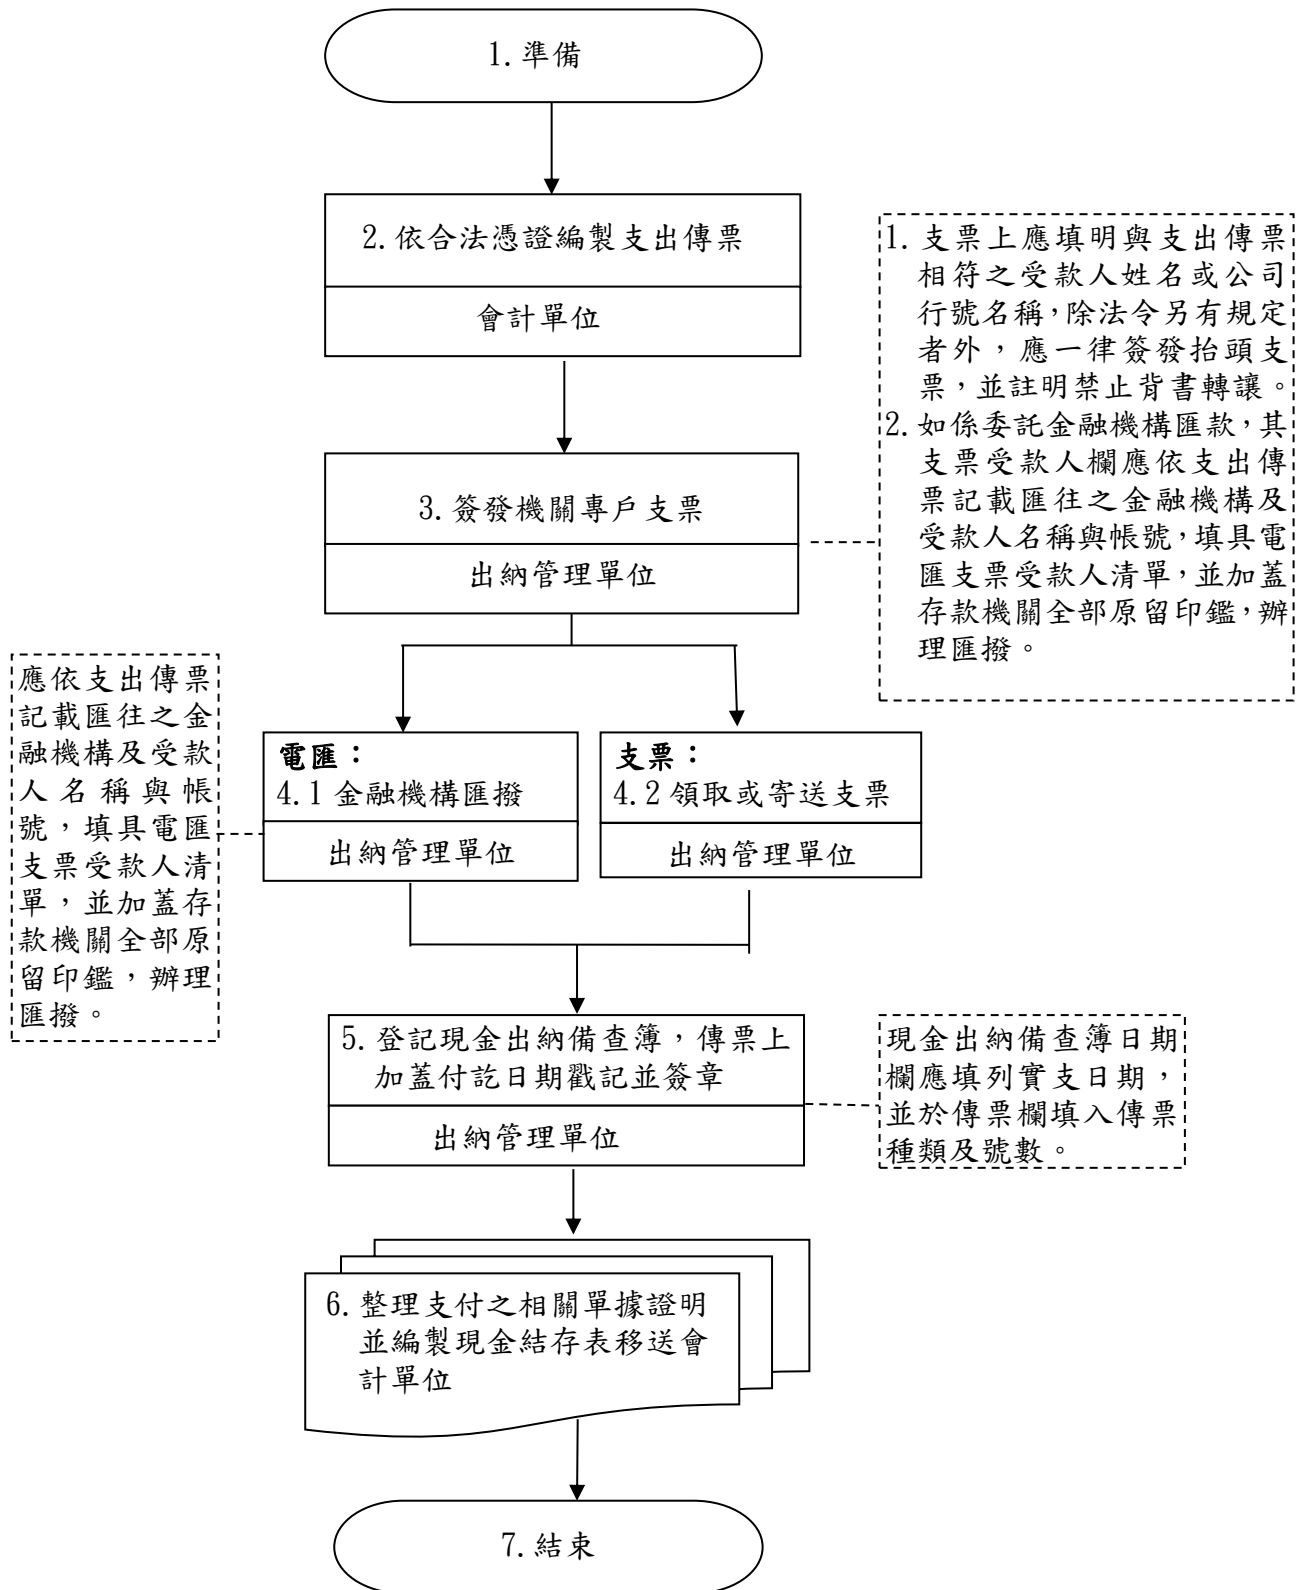 1.準備
2.依合法憑證編製支出傳票
會計單位
1.支票上應填明與支出傳票
相符之受款人姓名或公司
行號名稱,除法令另有規定
者外,應一律簽發抬頭支
票,並註明禁止背書轉讓。
2.如係委託金融機構匯款,其
支票受款人欄應依支出傳
票記載匯往之金融機構及
受款人名稱與帳號,填具電
匯支票受款人清單,並加蓋
存款機關全部原留印鑑,辦
理匯撥。
3.簽發機關專戶支票
出納管理單位
應依支出傳票
記載匯往之金
融機構及受款
人名稱與帳
號,填具電匯
支票受款人清
單,並加蓋存
款機關全部原
留印鑑,辦理
匯撥。
電匯:
4.1 金融機構匯撥
出納管理單位
支票:
4.2 領取或寄送支票
出納管理單位
5.登記現金出納備查簿,傳票上
加蓋付訖日期戳記並簽章
出納管理單位
現金出納備查簿日期
欄應填列實支日期,
並於傳票欄填入傳票
種類及號數。
6.整理支付之相關單據證明
並編製現金結存表移送會
計單位
7.結束